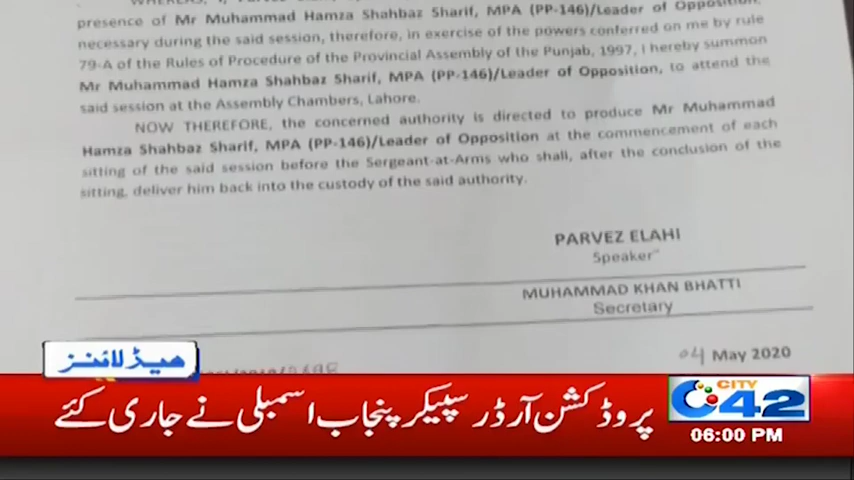 presence of Mr Muhammad Hamza Shahbaz Sharif, MPA (PP-146)/Leader of Opposition,
necessary during the said session, therefore, in exercise of the powers conferred on me by rule
79-A of the Rules of Procedure of the Provincial Assembly of the Punjab, 1997, I hereby summon
Mr Muhammad Hamza Shahbaz Sharif, MPA (PP-146)/Leader of Opposition, to attend the
said session at the Assembly Chambers, Lahore.
NOW THEREFORE, the concerned authority is directed to produce Mr Muhammad
Hamza Shahbaz Sharif, MPA (PP-146)/Leader of Opposition at the commencement of each
sitting of the said session before the Sergeant-at-Arms who shall, after the conclusion of the
sitting, deliver him back into the custody of the said authority.
PARVEZ ELAHI
Speaker"
MUHAMMAD KHAN BHATTI
Secretary
04 May 2020
ہیڈلائنز
پروڈکشن آرڈر سپیکر پنجاب اسمبلی نے جاری کئے
CITY
42
06:00 PM